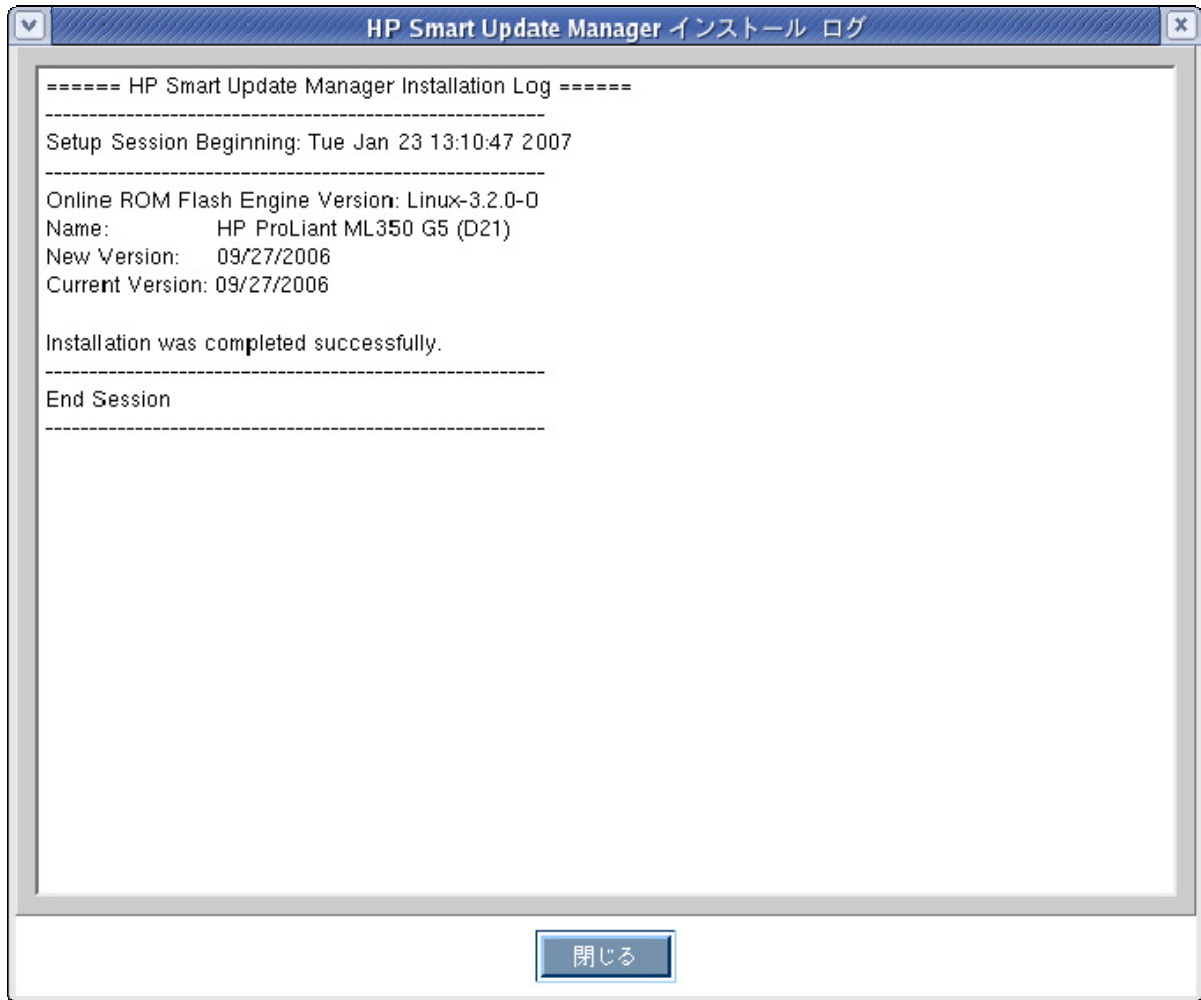 HP Smart Update Manager インストール ログ
====== HP Smart Update Manager Installation Log ======
---------------------------------------------------------
Setup Session Beginning: Tue Jan 23 13:10:47 2007
---------------------------------------------------------
Online ROM Flash Engine Version: Linux-3.2.0-0
Name: HP ProLiant ML350 G5 (D21)
New Version: 09/27/2006
Current Version: 09/27/2006
Installation was completed successfully.
---------------------------------------------------------
End Session
---------------------------------------------------------
閉じる